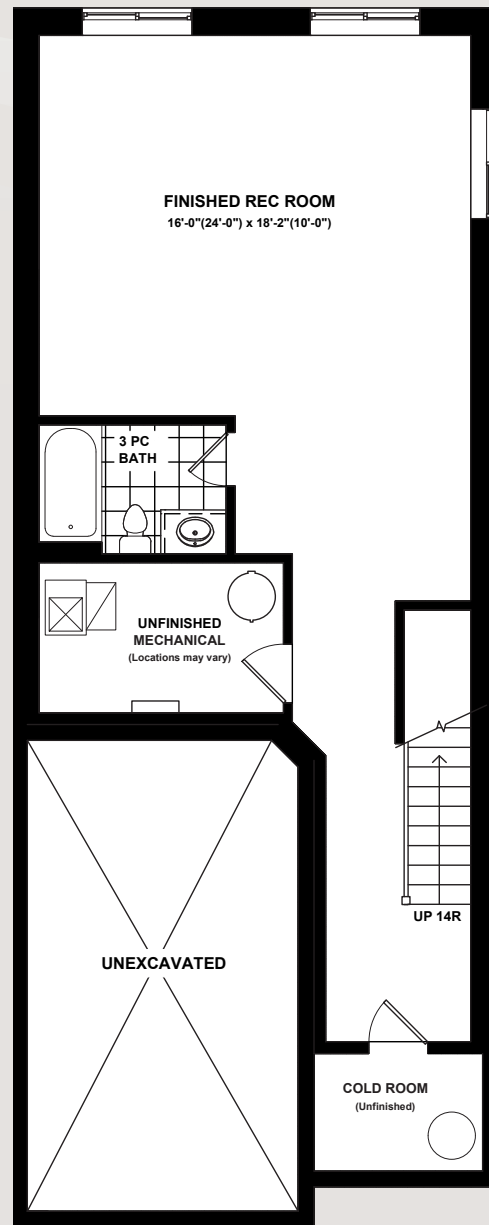 FINISHED REC ROOM
16'-0"(24'-0") x 18'-2"(10'-0")
3 PC
BATH
UNFINISHED
MECHANICAL
(Locations may vary)
UP 14R
UNEXCAVATED
COLD ROOM
(Unfinished)